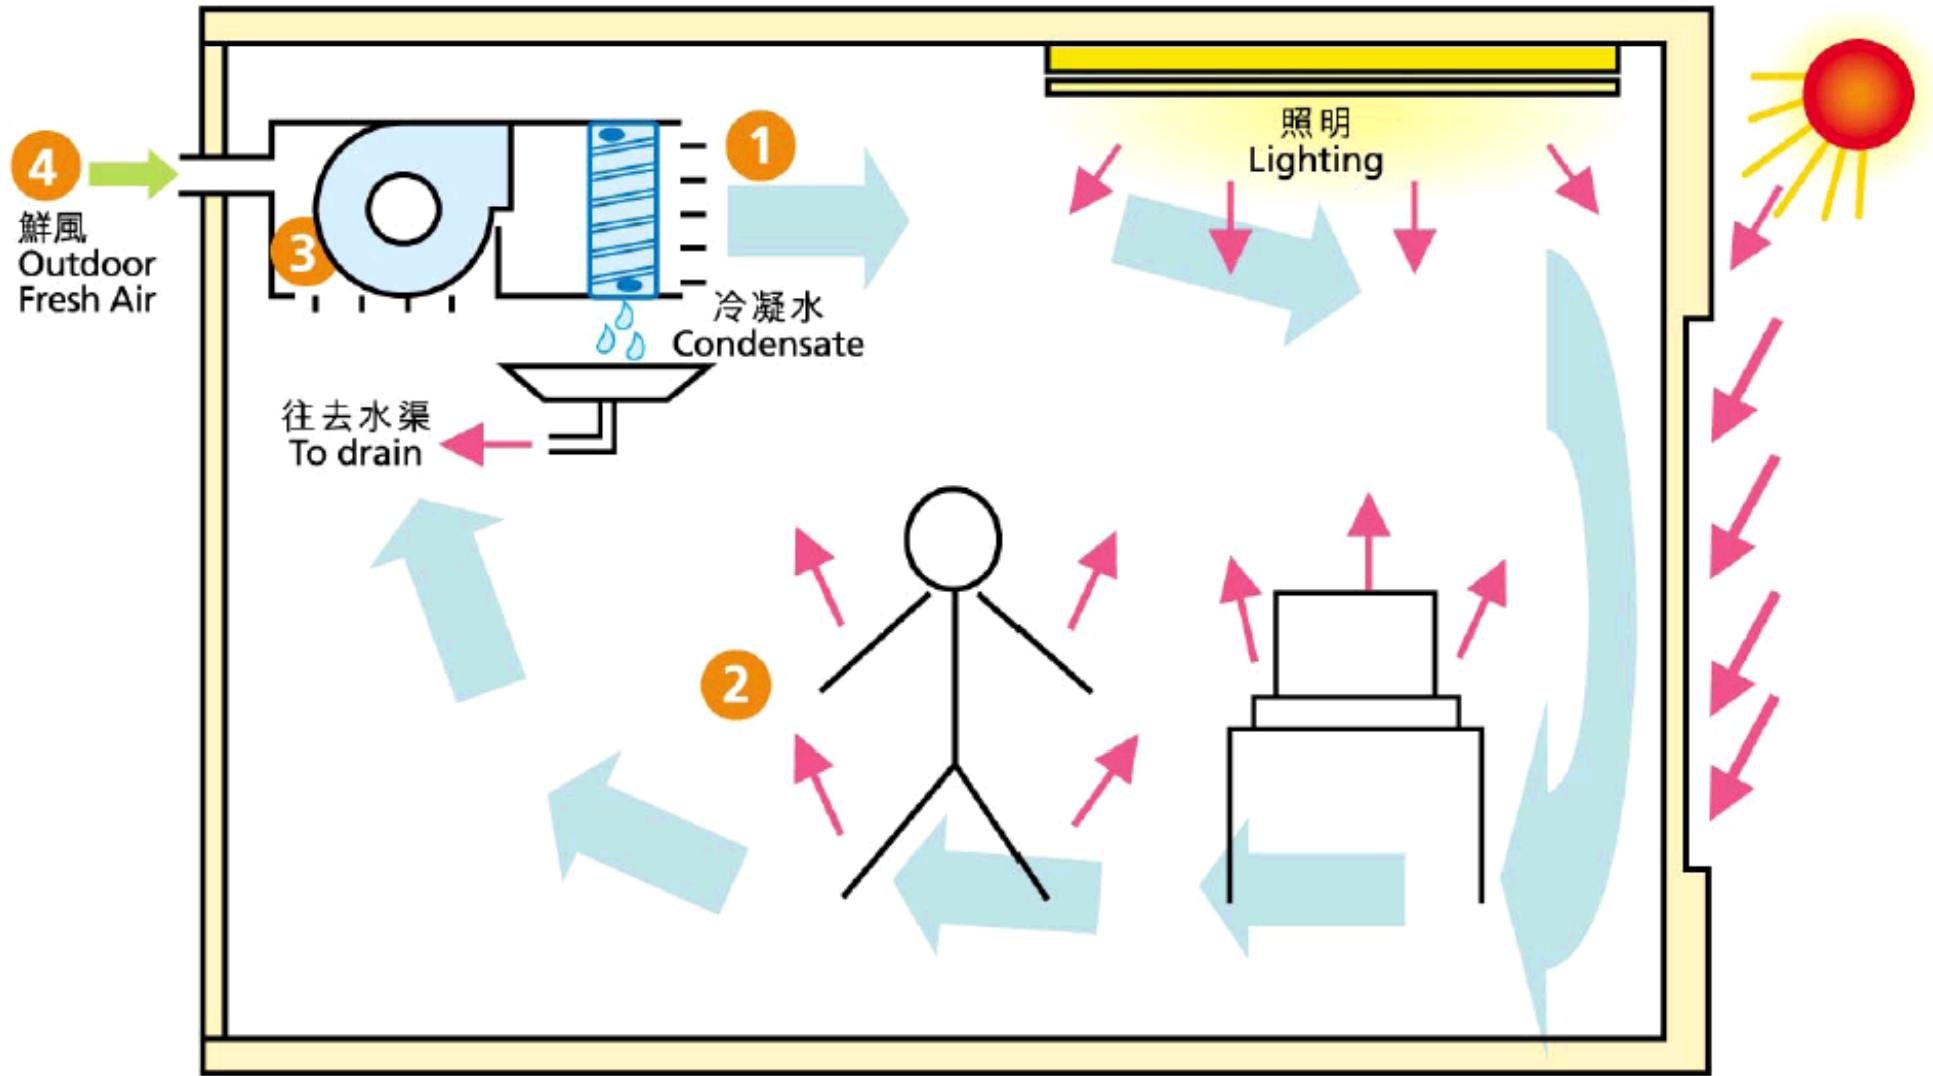 4
鮮風
Outdoor
Fresh Air
3
1
冷凝水
Condensate
往去水渠
To drain
照明
Lighting
2